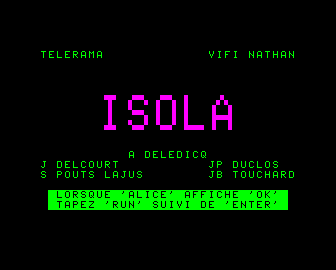 TELERAMA VIFI NATHAN
ISOLA
A DELEDICQ
J DELCOURT JP DUCLOS
S POUTS LAJUS JB TOUCHARD
LORSQUE 'ALICE' AFFICHE 'OK'
TAPEZ 'RUN' SUIVI DE 'ENTER'